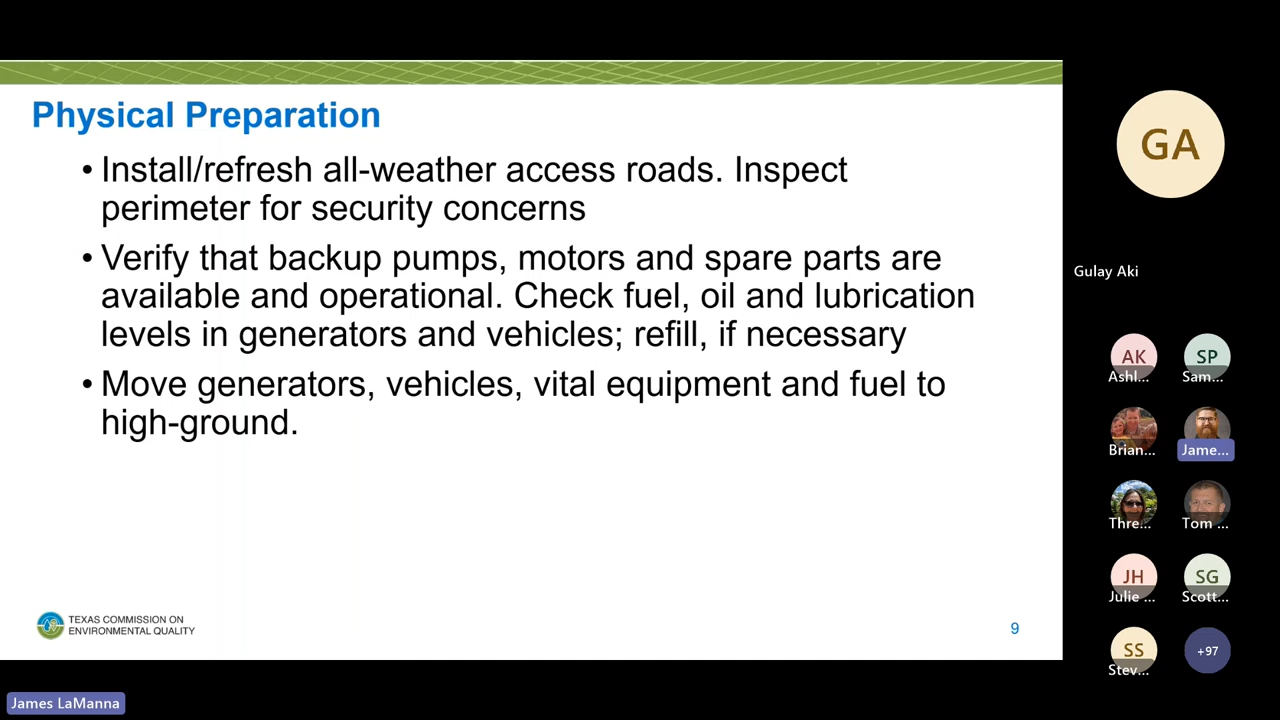 Physical Preparation
• Install/refresh all-weather access roads. Inspect
perimeter for security concerns
• Verify that backup pumps, motors and spare parts are
available and operational. Check fuel, oil and lubrication
levels in generators and vehicles; refill, if necessary
• Move generators, vehicles, vital equipment and fuel to
high-ground.
TEXAS COMMISSION ON
ENVIRONMENTAL QUALITY
9
James LaManna
GA
Gulay Aki
AK
Ashl...
SP
Sam...
Brian...
Jame...
Thre...
Tom ...
JH
Julie ...
SG
Scott...
SS
Stev...
+97